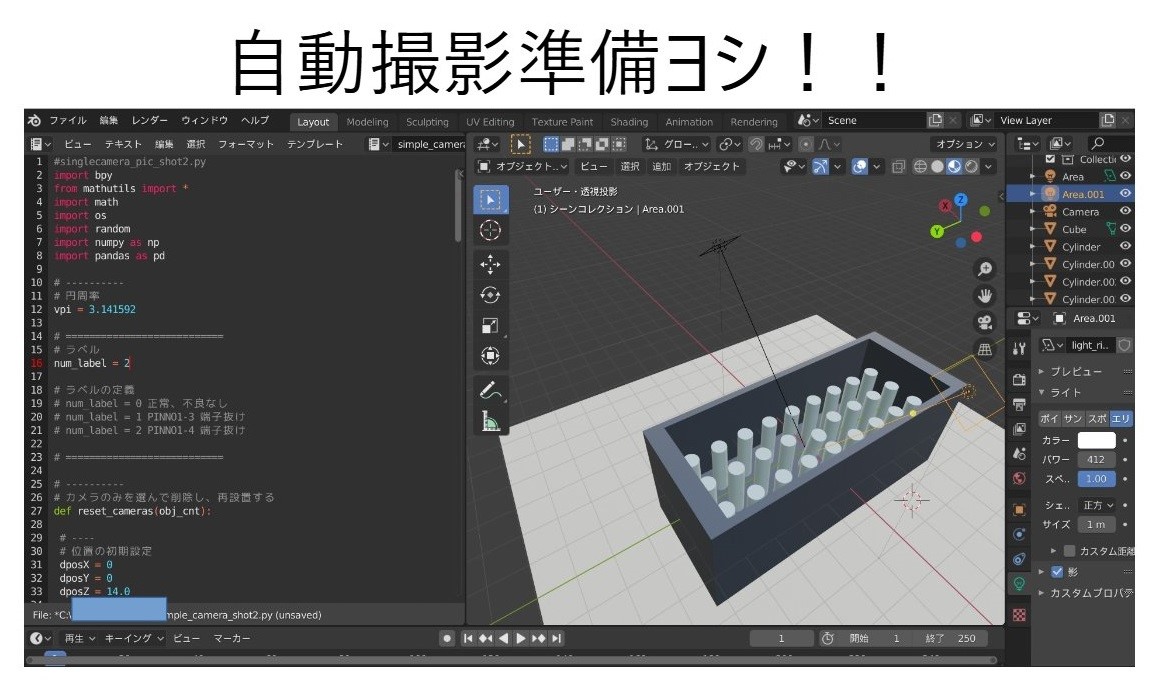 自動撮影準備ヨシ！！
ファイル 編集 レンダー ウィンドウ ヘルプ Layout Modeling Sculpting UV Editing Texture Paint Shading Animation Rendering Scene View Layer
ビュー テキスト 編集 選択 フォーマット テンプレート simple_camera
グロー.. オプション
オブジェクト.. ビュー 選択 追加 オブジェクト
1 #singlecamera_pic_shot2.py
2 import bpy
3 from mathutils import *
4 import math
5 import os
6 import random
7 import numpy as np
8 import pandas as pd
9
10 # ----------
11 # 円周率
12 vpi = 3.141592
13
14 # ==========================
15 # ラベル
16 num_label = 2
17
18 # ラベルの定義
19 # num_label = 0 正常、不良なし
20 # num_label = 1 PINNO1-3 端子抜け
21 # num_label = 2 PINNO1-4 端子抜け
22
23 # ==========================
24
25 # ----------
26 # カメラのみを選んで削除し、再設置する
27 def reset_cameras(obj_cnt):
28
29 # ----
30 # 位置の初期設定
31 dposX = 0
32 dposY = 0
33 dposZ = 14.0
File: *C:\ mple_camera_shot2.py (unsaved)
ユーザー・透視投影
(1) シーンコレクション | Area.001
X
Y
Z
Collecti
Area
Area.001
Camera
Cube
Cylinder
Cylinder.00
Cylinder.00
Cylinder.00
Area.001
light_ri..
プレビュー
ライト
ポイ サン スポ エリ
カラー
パワー 412
スペ.. 1.00
シェ.. 正方
サイズ 1 m
カスタム距離
影
カスタムプロパテ
再生 キーイング ビュー マーカー 1 開始 1 終了 250